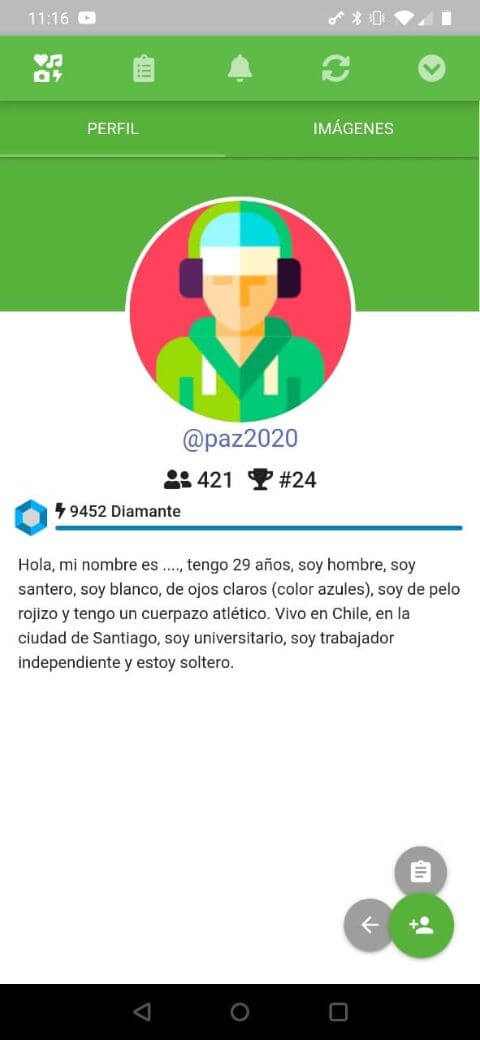 11:16
PERFIL IMÁGENES
@paz2020
421 #24
9452 Diamante
Hola, mi nombre es ...., tengo 29 años, soy hombre, soy
santero, soy blanco, de ojos claros (color azules), soy de pelo
rojizo y tengo un cuerpazo atlético. Vivo en Chile, en la
ciudad de Santiago, soy universitario, soy trabajador
independiente y estoy soltero.